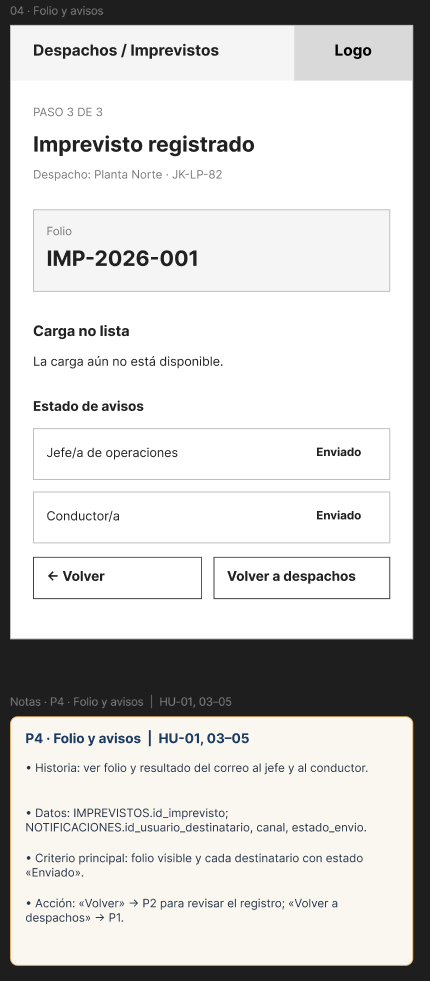 04 · Folio y avisos
Despachos / Imprevistos
Logo
PASO 3 DE 3
Imprevisto registrado
Despacho: Planta Norte · JK-LP-82
Folio
IMP-2026-001
Carga no lista
La carga aún no está disponible.
Estado de avisos
Jefe/a de operaciones
Enviado
Conductor/a
Enviado
← Volver
Volver a despachos
Notas · P4 · Folio y avisos | HU-01, 03–05
P4 · Folio y avisos | HU-01, 03–05
• Historia: ver folio y resultado del correo al jefe y al conductor.
• Datos: IMPREVISTOS.id_imprevisto;
NOTIFICACIONES.id_usuario_destinatario, canal, estado_envio.
• Criterio principal: folio visible y cada destinatario con estado
«Enviado».
• Acción: «Volver» → P2 para revisar el registro; «Volver a
despachos» → P1.